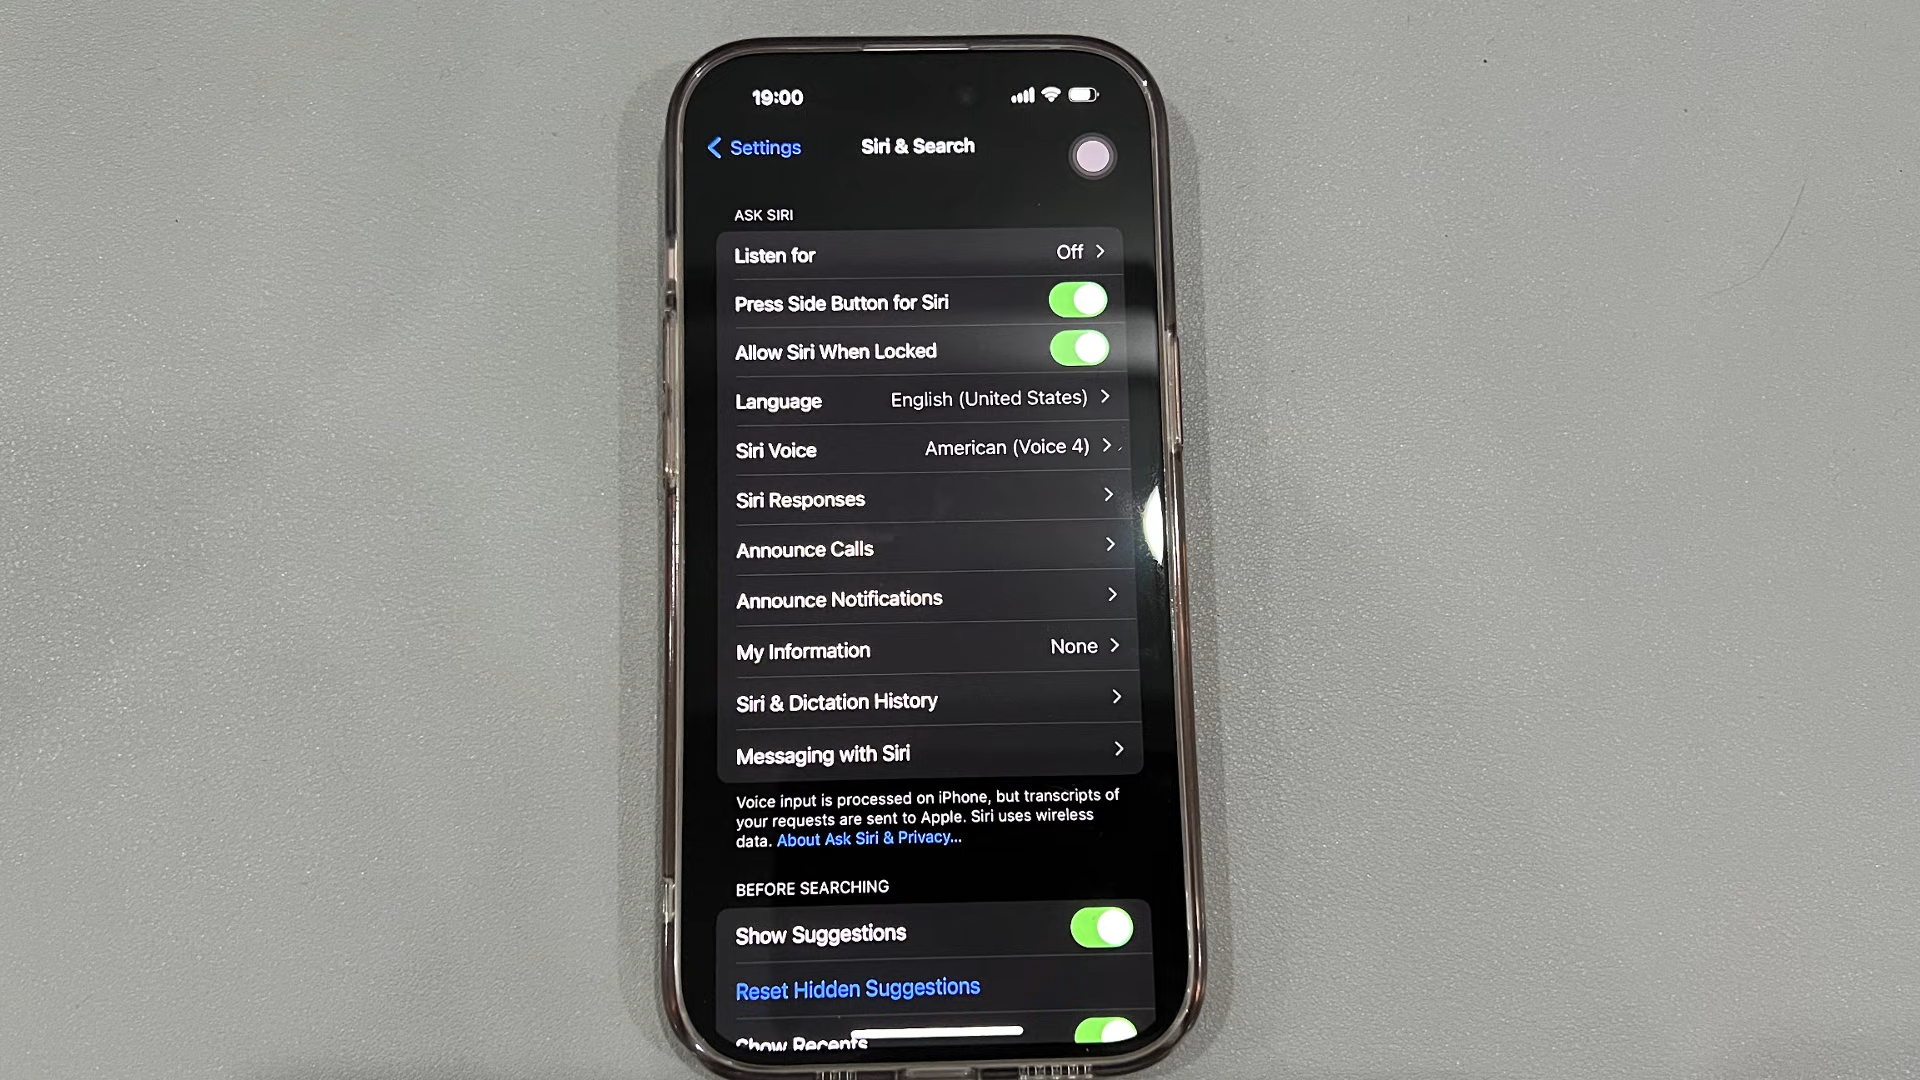 19:00
Settings
Siri & Search
ASK SIRI
Listen for Off
Press Side Button for Siri
Allow Siri When Locked
Language English (United States)
Siri Voice American (Voice 4)
Siri Responses
Announce Calls
Announce Notifications
My Information None
Siri & Dictation History
Messaging with Siri
Voice input is processed on iPhone, but transcripts of
your requests are sent to Apple. Siri uses wireless
data. About Ask Siri & Privacy...
BEFORE SEARCHING
Show Suggestions
Reset Hidden Suggestions
Show Recents